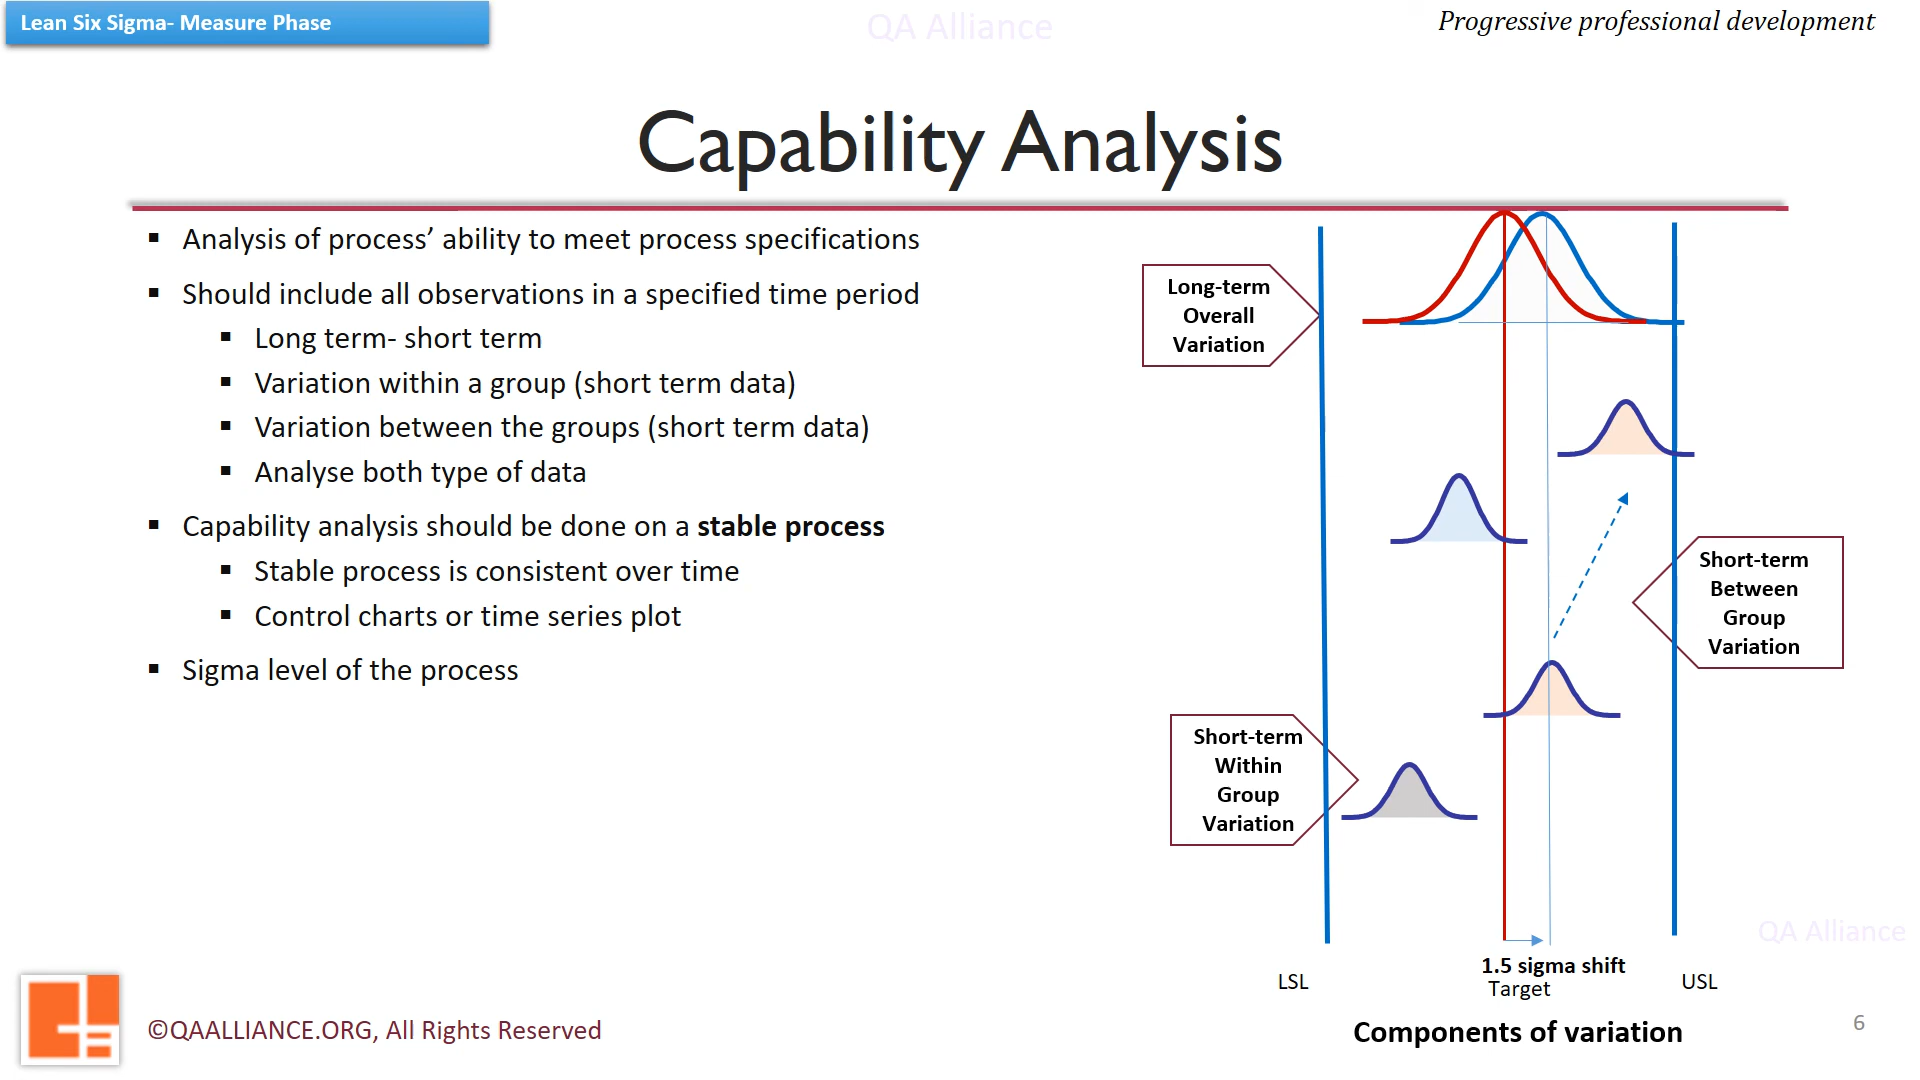 Lean Six Sigma- Measure Phase
QA Alliance
Progressive professional development
Capability Analysis
▪ Analysis of process’ ability to meet process specifications
▪ Should include all observations in a specified time period
▪ Long term- short term
▪ Variation within a group (short term data)
▪ Variation between the groups (short term data)
▪ Analyse both type of data
▪ Capability analysis should be done on a stable process
▪ Stable process is consistent over time
▪ Control charts or time series plot
▪ Sigma level of the process
Long-term
Overall
Variation
Short-term
Between
Group
Variation
Short-term
Within
Group
Variation
QA Alliance
1.5 sigma shift
LSL
Target
USL
Components of variation
©QAALLIANCE.ORG, All Rights Reserved
6